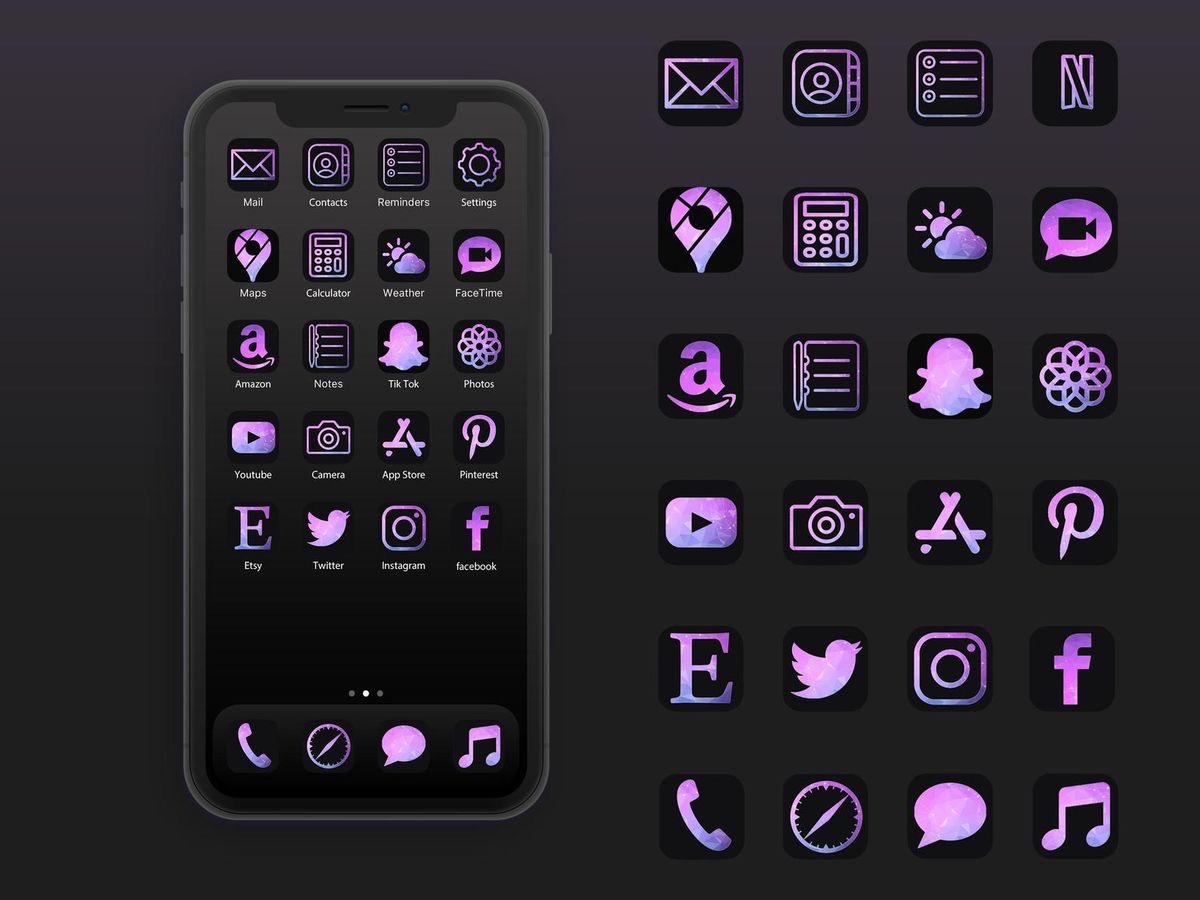 Mail Contacts Reminders Settings
Maps Calculator Weather FaceTime
Amazon Notes Tik Tok Photos
Youtube Camera App Store Pinterest
Etsy Twitter Instagram facebook